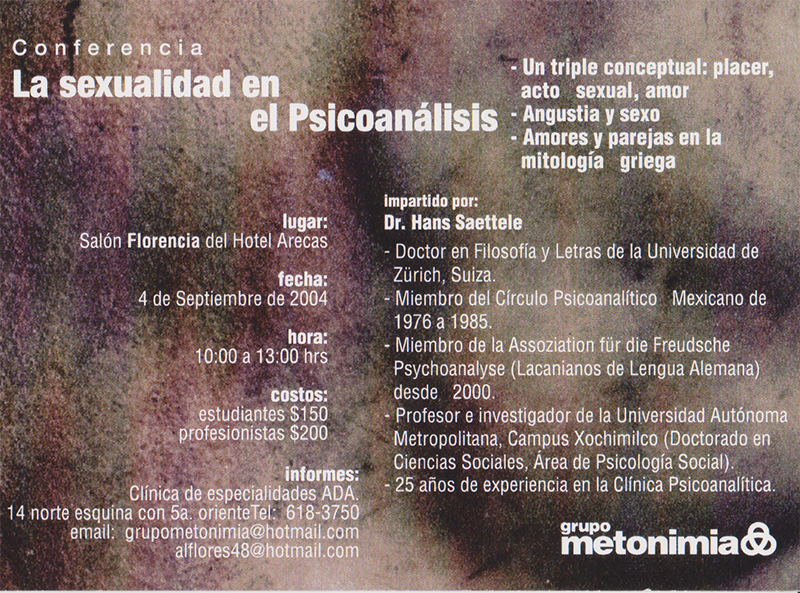 Conferencia
La sexualidad en
el Psicoanálisis
- Un triple conceptual: placer,
acto sexual, amor
- Angustia y sexo
- Amores y parejas en la
mitología griega
lugar:
Salón Florencia del Hotel Arecas
fecha:
4 de Septiembre de 2004
hora:
10:00 a 13:00 hrs
costos:
estudiantes $150
profesionistas $200
informes:
Clínica de especialidades ADA.
14 norte esquina con 5a. orienteTel: 618-3750
email: grupometonimia@hotmail.com
alflores48@hotmail.com
impartido por:
Dr. Hans Saettele
- Doctor en Filosofía y Letras de la Universidad de
Zürich, Suiza.
- Miembro del Círculo Psicoanalítico Mexicano de
1976 a 1985.
- Miembro de la Assoziation für die Freudsche
Psychoanalyse (Lacanianos de Lengua Alemana)
desde 2000.
- Profesor e investigador de la Universidad Autónoma
Metropolitana, Campus Xochimilco (Doctorado en
Ciencias Sociales, Área de Psicología Social).
- 25 años de experiencia en la Clínica Psicoanalítica.
grupo
metonimia